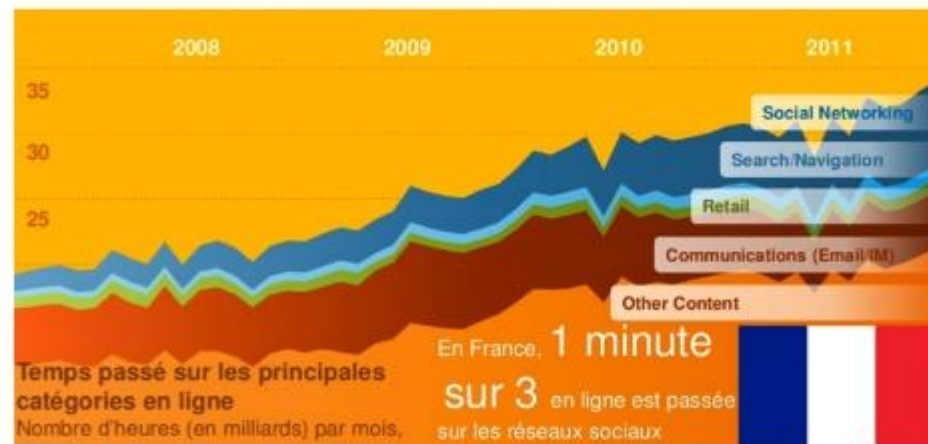 2008 2009 2010 2011
35
Social Networking
30
Search/Navigation
Retail
25
Communications (Email/IM)
Other Content
Temps passé sur les principales
catégories en ligne
Nombre d'heures (en milliards) par mois,
En France, 1 minute
sur 3 en ligne est passée
sur les réseaux sociaux